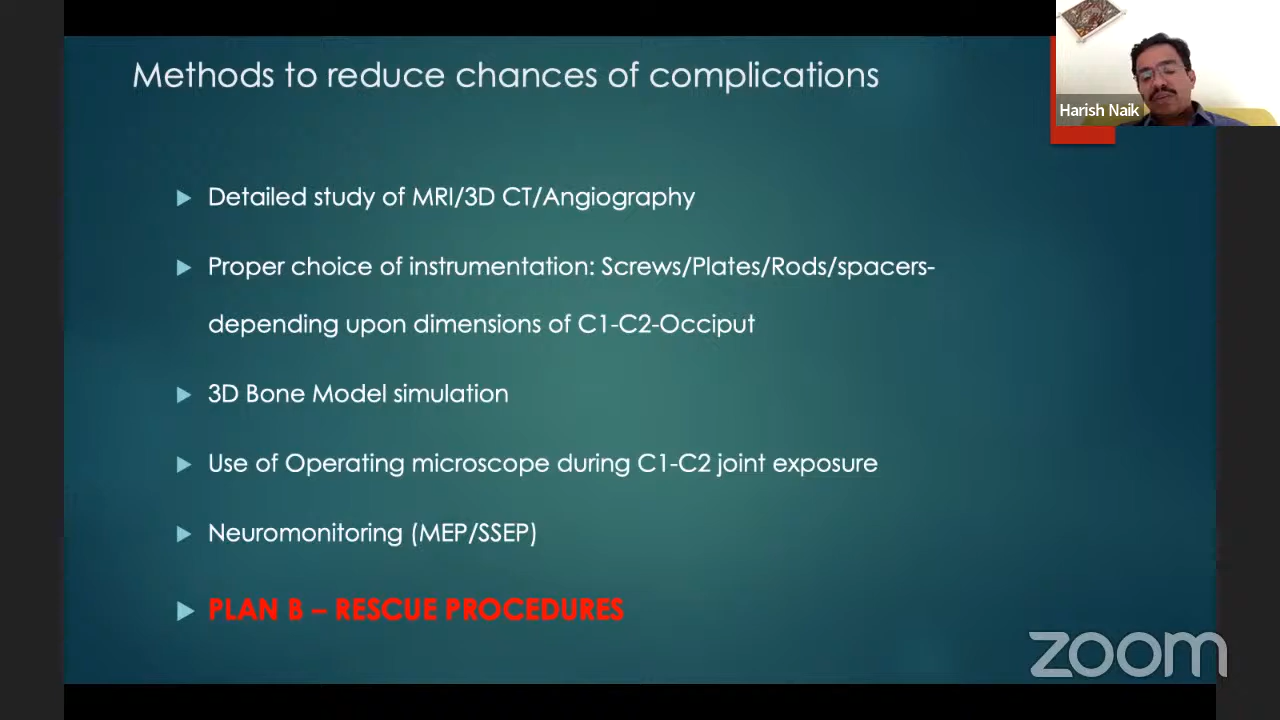 Methods to reduce chances of complications
Harish Naik
Detailed study of MRI/3D CT/Angiography
Proper choice of instrumentation: Screws/Plates/Rods/spacers-
depending upon dimensions of C1-C2-Occiput
3D Bone Model simulation
Use of Operating microscope during C1-C2 joint exposure
Neuromonitoring (MEP/SSEP)
PLAN B – RESCUE PROCEDURES
zoom